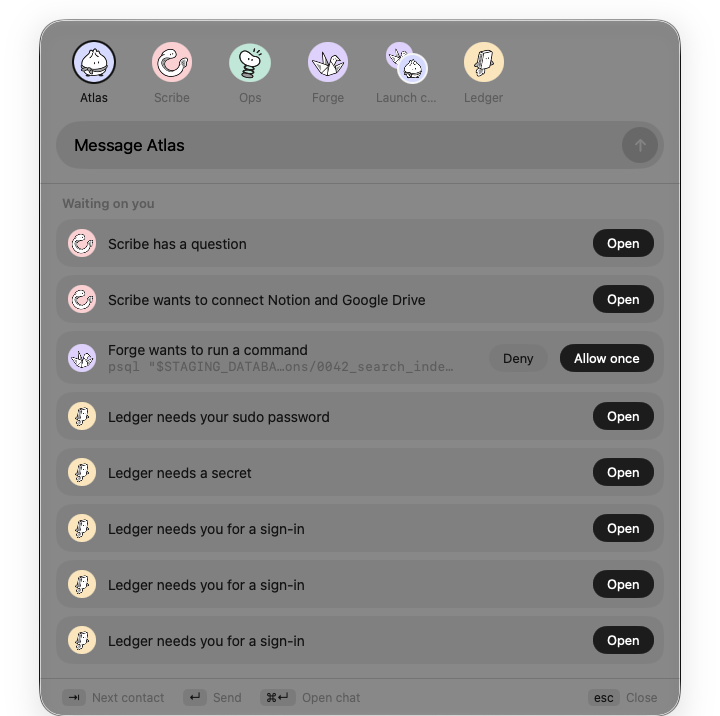 Atlas
Scribe
Ops
Forge
Launch c...
Ledger
Message Atlas
Waiting on you
Scribe has a question
Open
Scribe wants to connect Notion and Google Drive
Open
Forge wants to run a command
psql "$STAGING_DATABA…ons/0042_search_inde…
Deny
Allow once
Ledger needs your sudo password
Open
Ledger needs a secret
Open
Ledger needs you for a sign-in
Open
Ledger needs you for a sign-in
Open
Ledger needs you for a sign-in
Open
⇥ Next contact ↵ Send ⌘↵ Open chat esc Close